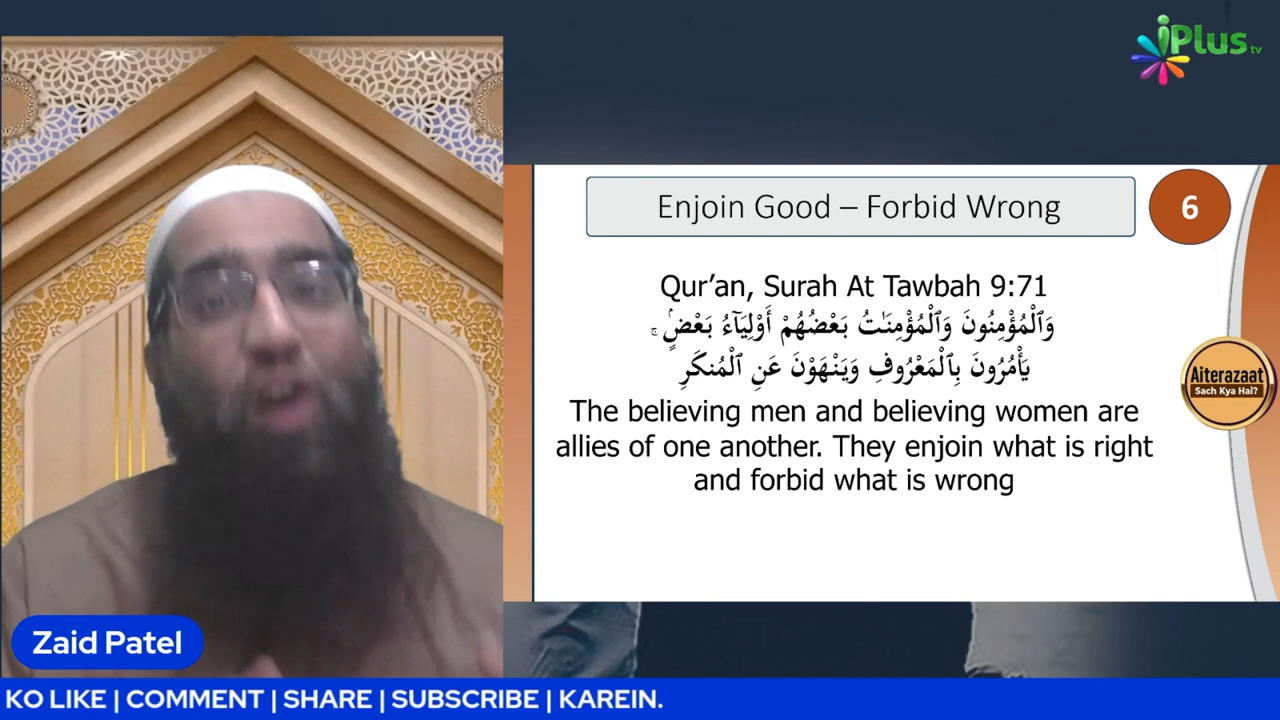 iPlus tv
Enjoin Good – Forbid Wrong
6
Qur’an, Surah At Tawbah 9:71
وَٱلْمُؤْمِنُونَ وَٱلْمُؤْمِنَـٰتُ بَعْضُهُمْ أَوْلِيَآءُ بَعْضٍۢ ۚ
يَأْمُرُونَ بِٱلْمَعْرُوفِ وَيَنْهَوْنَ عَنِ ٱلْمُنكَرِ
The believing men and believing women are
allies of one another. They enjoin what is right
and forbid what is wrong
Aiterazaat
Sach Kya Hai?
Zaid Patel
KO LIKE | COMMENT | SHARE | SUBSCRIBE | KAREIN.